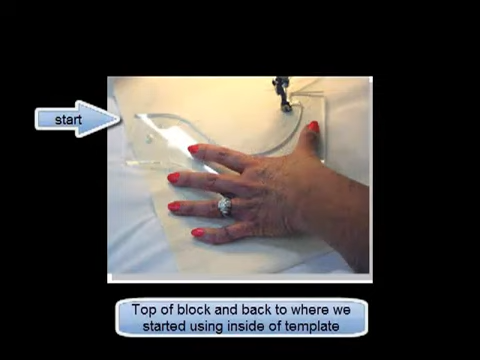 start
Top of block and back to where we
started using inside of template